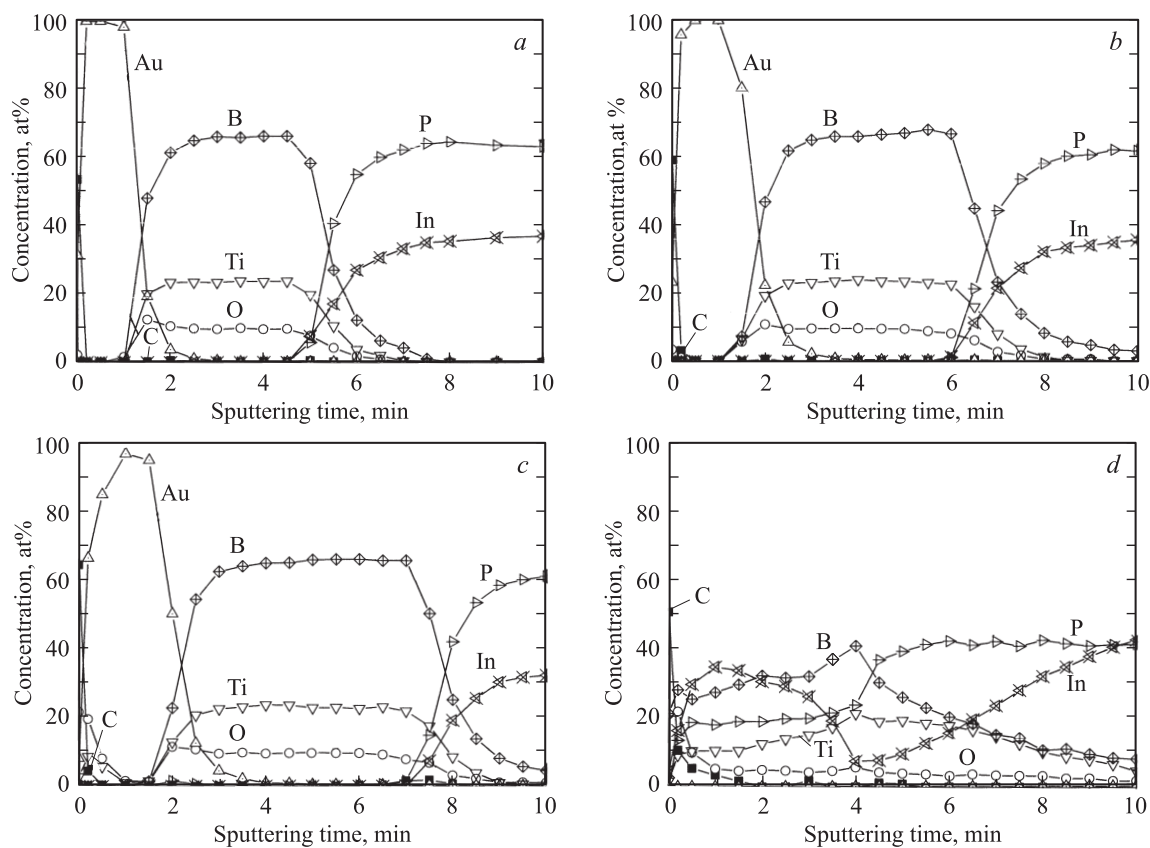 100
a
Au
80
B
P
60
40
In
Ti
20
O
C
0
0 2 4 6 8 10
Concentration, at%
Sputtering time, min
100
b
Au
80
B
P
60
40
In
Ti
20
O
C
0
0 2 4 6 8 10
Concentration,at %
Sputtering time, min
100
c
Au
80
B
P
60
40
In
Ti
20
O
C
0
0 2 4 6 8 10
Concentration, at%
Sputtering time, min
100
d
80
60
C
B
P
40
In
20
Ti
O
0
0 2 4 6 8 10
Concentration, at%
Sputtering time, min